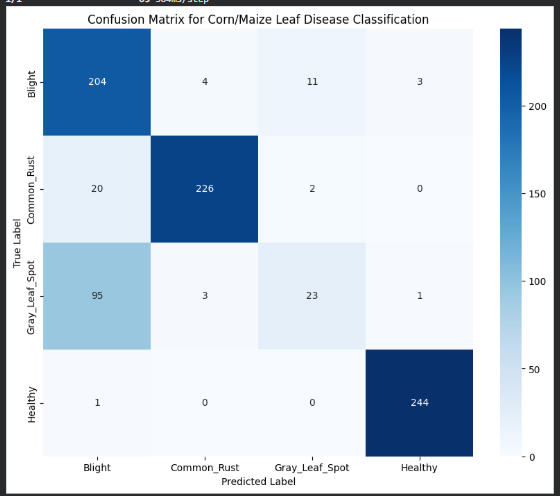 Confusion Matrix for Corn/Maize Leaf Disease Classification
Blight
204
4
11
3
Common_Rust
20
226
2
0
Gray_Leaf_Spot
95
3
23
1
Healthy
1
0
0
244
True Label
Blight
Common_Rust
Gray_Leaf_Spot
Healthy
Predicted Label
200
150
100
50
0